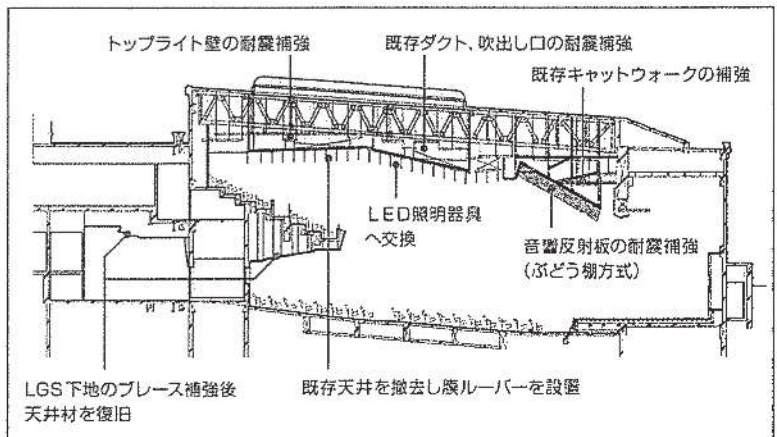 トップライト壁の耐震補強
既存ダクト、吹出し口の耐震補強
既存キャットウォークの補強
LED照明器具
へ交換
音響反射板の耐震補強
(ぶどう棚方式)
LGS下地のブレース補強後
天井材を復旧
既存天井を撤去し膜ルーバーを設置